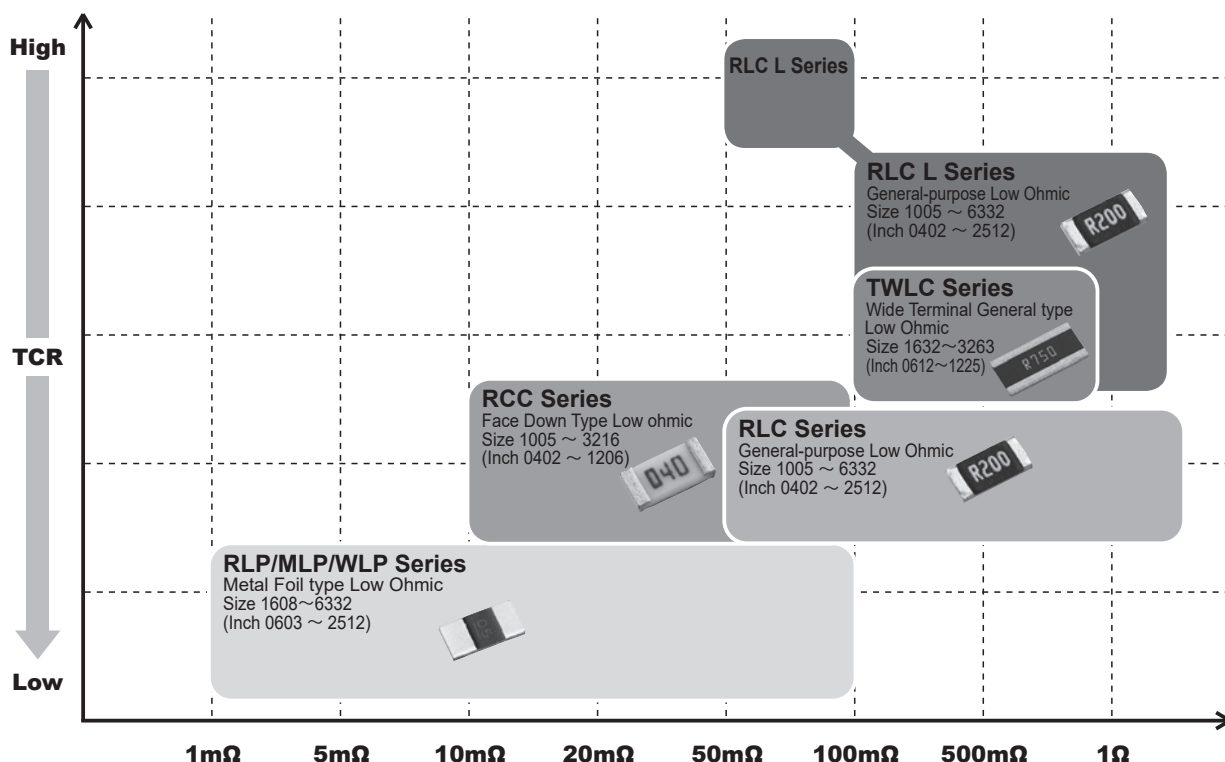 High
TCR
Low
RLC L Series
RLC L Series
General-purpose Low Ohmic
Size 1005 ～ 6332
(Inch 0402 ～ 2512)
R200
TWLC Series
Wide Terminal General type
Low Ohmic
Size 1632～3263
(Inch 0612～1225)
R750
RCC Series
Face Down Type Low ohmic
Size 1005 ～ 3216
(Inch 0402 ～ 1206)
040
RLC Series
General-purpose Low Ohmic
Size 1005 ～ 6332
(Inch 0402 ～ 2512)
R200
RLP/MLP/WLP Series
Metal Foil type Low Ohmic
Size 1608～6332
(Inch 0603 ～ 2512)
1mΩ 5mΩ 10mΩ 20mΩ 50mΩ 100mΩ 500mΩ 1Ω